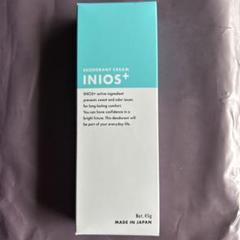 DEODORANT CREAM
INIOS+
INIOS+ active ingredient
prevents sweat and odor issues
for long-lasting comfort.
You can have confidence in a
bright future. This deodorant will
be part of your everyday life.
Net. 45g
MADE IN JAPAN